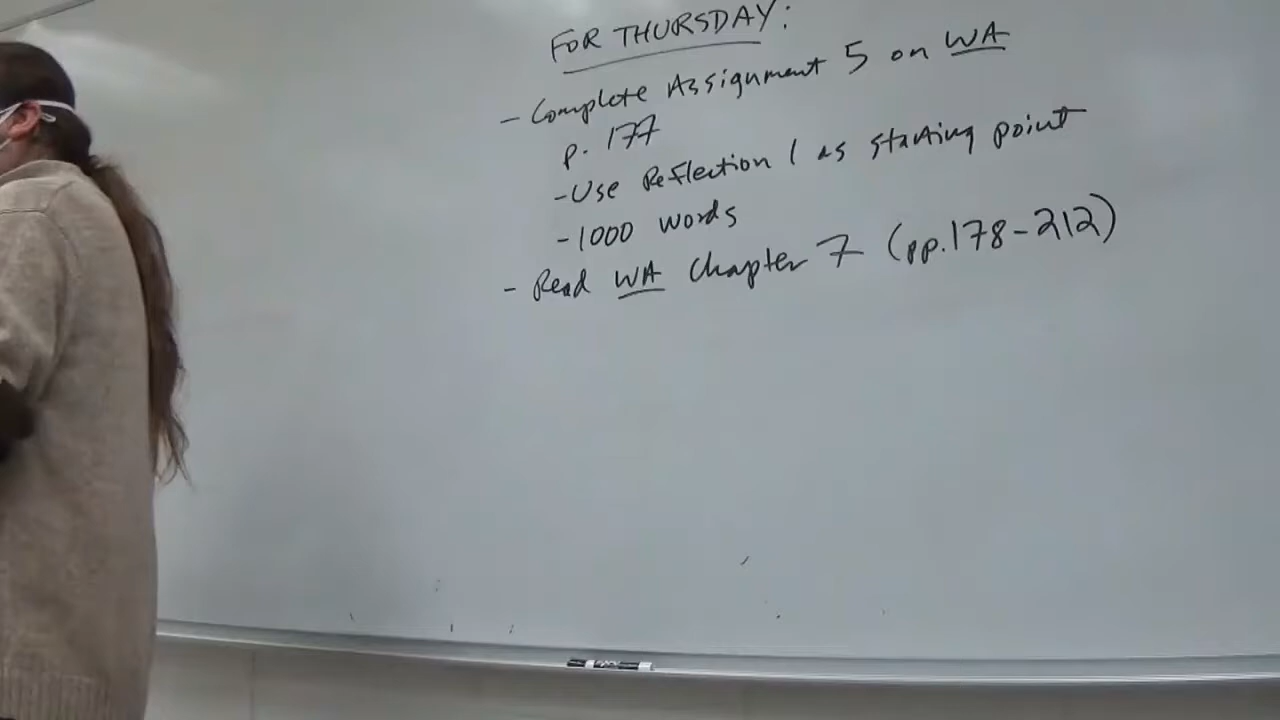 FOR THURSDAY:
- Complete Assignment 5 on WA
p. 177
- Use Reflection 1 as starting point
- 1000 words
- Read WA Chapter 7 (pp.178-212)